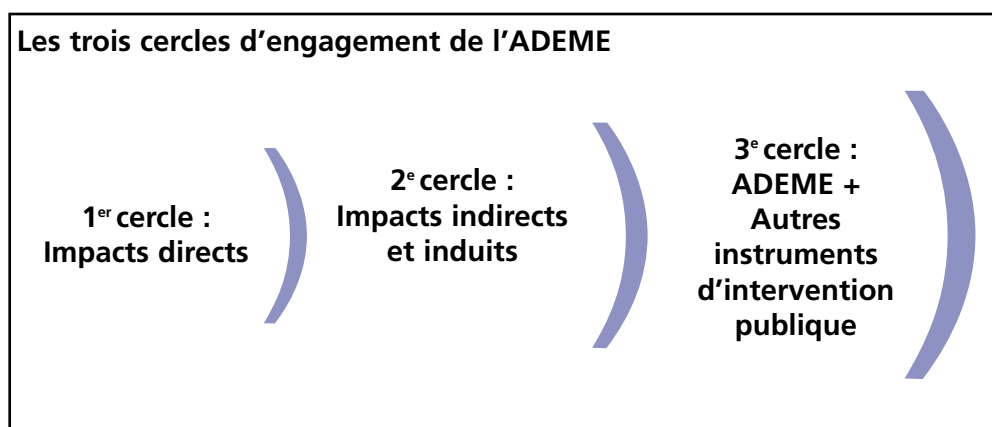 Les trois cercles d'engagement de l'ADEME
1er cercle :
Impacts directs
2e cercle :
Impacts indirects
et induits
3e cercle :
ADEME +
Autres
instruments
d'intervention
publique